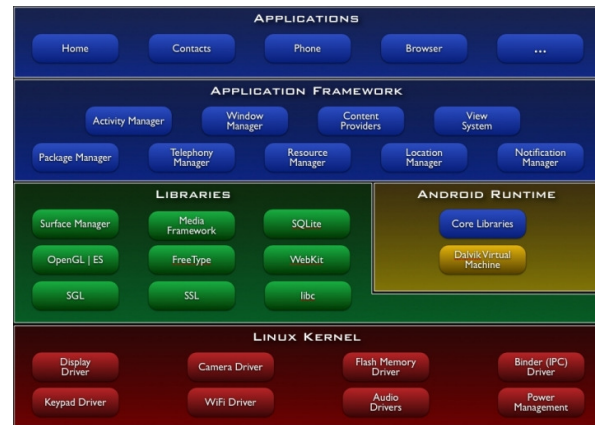 APPLICATIONS
Home Contacts Phone Browser ...
APPLICATION FRAMEWORK
Activity Manager Window Manager Content Providers View System
Package Manager Telephony Manager Resource Manager Location Manager Notification Manager
LIBRARIES
Surface Manager Media Framework SQLite
OpenGL | ES FreeType WebKit
SGL SSL libc
ANDROID RUNTIME
Core Libraries
Dalvik Virtual Machine
LINUX KERNEL
Display Driver Camera Driver Flash Memory Driver Binder (IPC) Driver
Keypad Driver WiFi Driver Audio Drivers Power Management